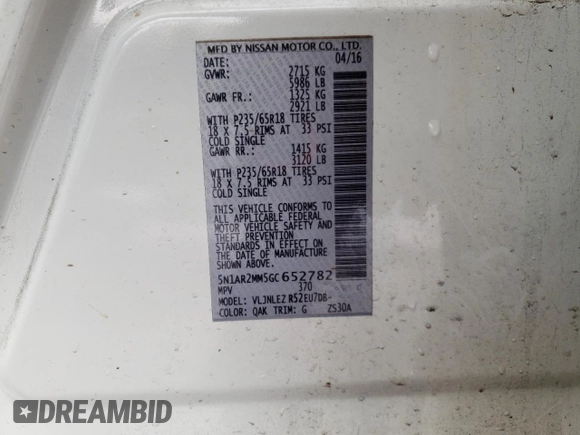 MFD BY NISSAN MOTOR CO., LTD.
DATE: 04/16
GVWR: 2715 KG
5986 LB
GAWR FR.: 1325 KG
2921 LB
WITH P235/65R18 TIRES
18 X 7.5 RIMS AT 33 PSI
COLD SINGLE
GAWR RR.: 1415 KG
3120 LB
WITH P235/65R18 TIRES
18 X 7.5 RIMS AT 33 PSI
COLD SINGLE
THIS VEHICLE CONFORMS TO
ALL APPLICABLE FEDERAL
MOTOR VEHICLE SAFETY AND
THEFT PREVENTION
STANDARDS IN EFFECT ON
THE DATE OF MANUFACTURE
SHOWN ABOVE.
5N1AR2MM5GC652782
MPV 370
MODEL: VLJNLEZ R52EU7DB-
COLOR: QAK TRIM: G ZS30A
DREAMBID